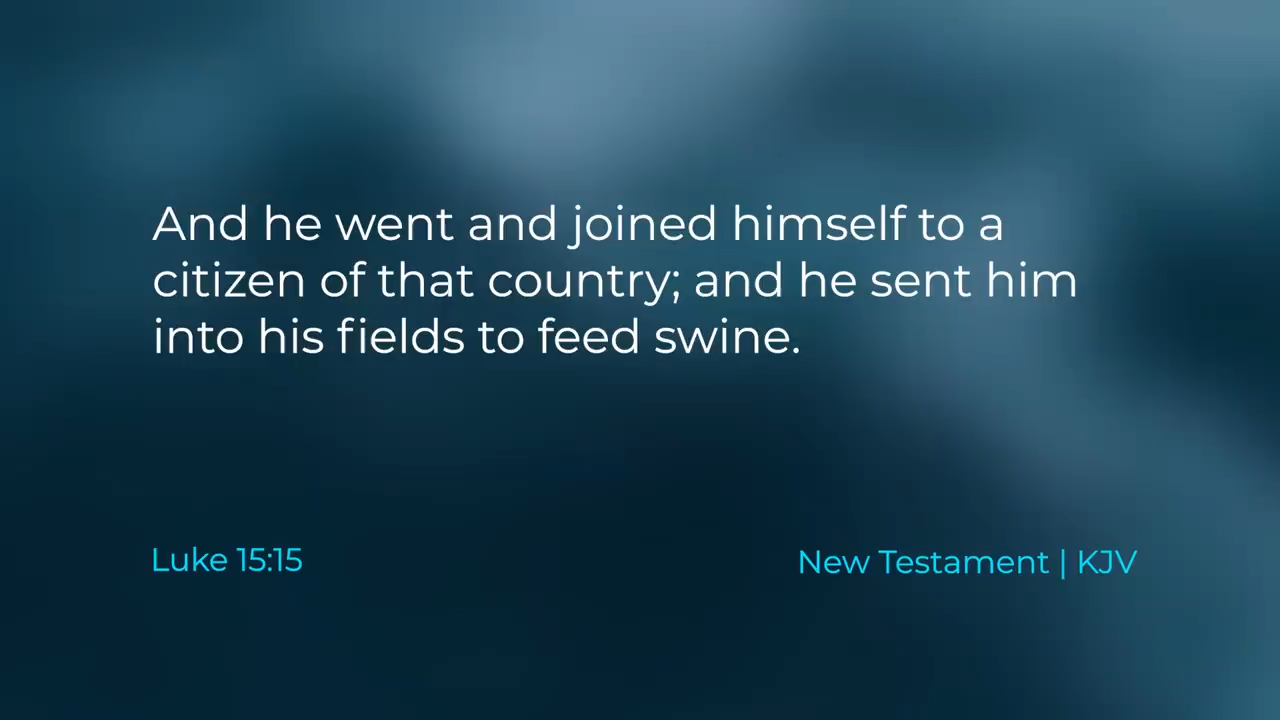 And he went and joined himself to a
citizen of that country; and he sent him
into his fields to feed swine.
Luke 15:15
New Testament | KJV